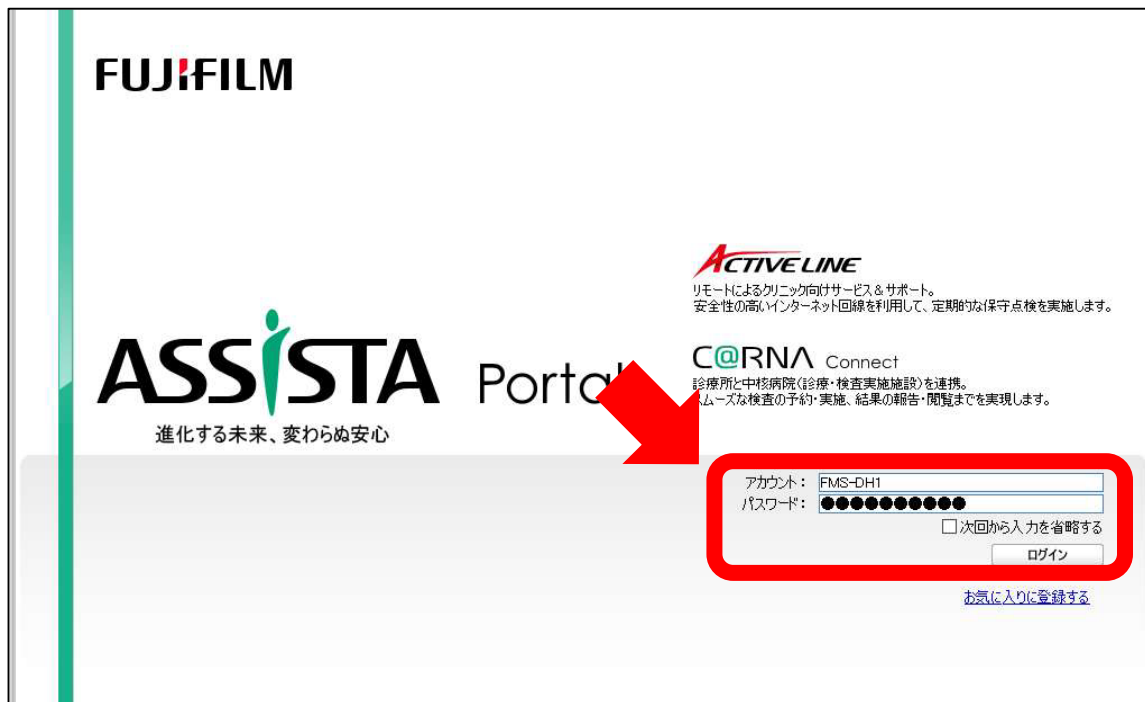 FUJIFILM
ACTIVE LINE
リモートによるクリニック向けサービス&サポート。
安全性の高いインターネット回線を利用して、定期的な保守点検を実施します。
ASSISTA Portal
進化する未来、変わらぬ安心
C@RNA Connect
診療所と中核病院(診療・検査実施施設)を連携。
ムーズな検査の予約・実施、結果の報告・閲覧までを実現します。
アカウント: FMS-DH1
パスワード: ●●●●●●●●●●
次回から入力を省略する
ログイン
お気に入りに登録する